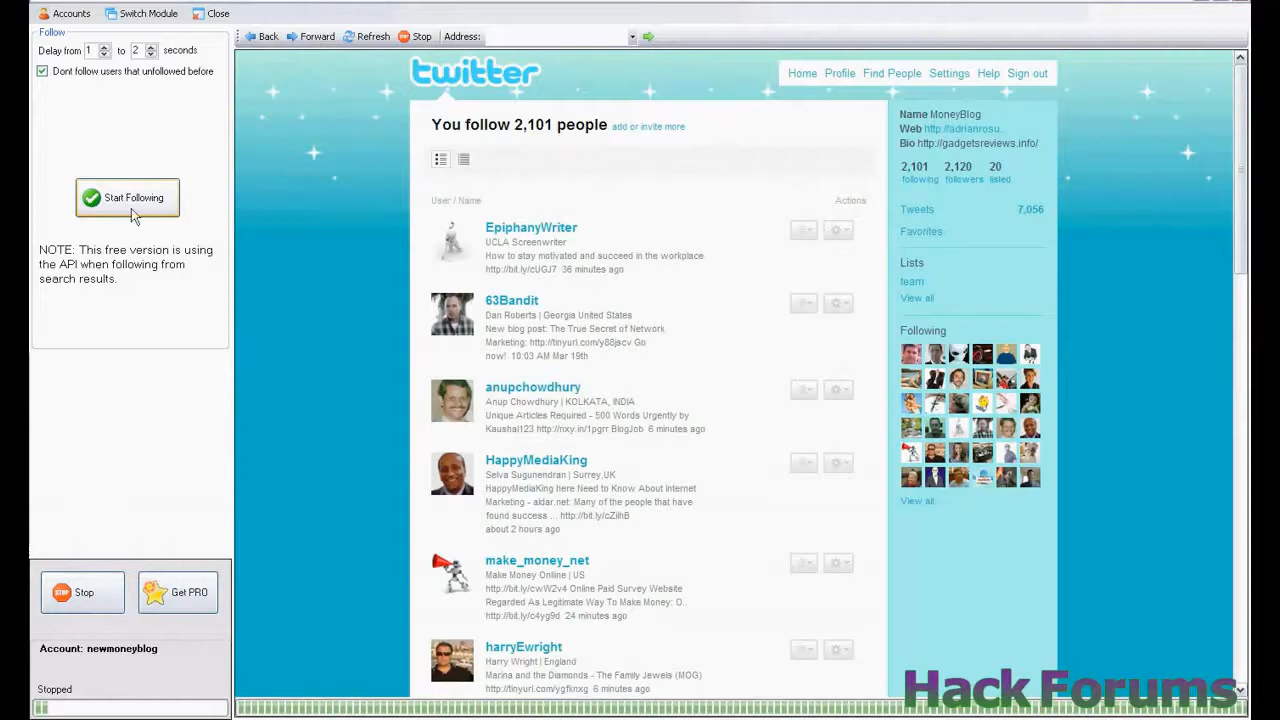 Accounts Switch Module Close
Follow
Delay from 1 to 2 seconds
Dont follow users that unfollowed before
Start Following
NOTE: This free version is using
the API when following from
search results.
Stop Get PRO
Account: newmoneyblog
Stopped
Back Forward Refresh Stop Address:
twitter
Home Profile Find People Settings Help Sign out
You follow 2,101 people add or invite more
User / Name Actions
EpiphanyWriter
UCLA Screenwriter
How to stay motivated and succeed in the workplace
http://bit.ly/cUGJ7 36 minutes ago
63Bandit
Dan Roberts | Georgia United States
New blog post: The True Secret of Network
Marketing: http://tinyurl.com/y88jscv Go
now! 10:03 AM Mar 19th
anupchowdhury
Anup Chowdhury | KOLKATA, INDIA
Unique Articles Required - 500 Words Urgently by
Kaushal123 http://nxy.in/1pgrr BlogJob 6 minutes ago
HappyMediaKing
Selva Sugunendran | Surrey,UK
HappyMediaKing here Need to Know About Internet
Marketing - aldar.net: Many of the people that have
found success ... http://bit.ly/cZilhB
about 2 hours ago
make_money_net
Make Money Online | US
http://bit.ly/cwW2v4 Online Paid Survey Website
Regarded As Legitimate Way To Make Money: O..
http://bit.ly/c4yg9d 24 minutes ago
harryEwright
Harry Wright | England
Marina and the Diamonds - The Family Jewels (MOG)
http://tinyurl.com/ygfknxg 6 minutes ago
Name MoneyBlog
Web http://adrianrosu..
Bio http://gadgetsreviews.info/
2,101 2,120 20
following followers listed
Tweets 7,056
Favorites
Lists
team
View all
Following
View all
Hack Forums